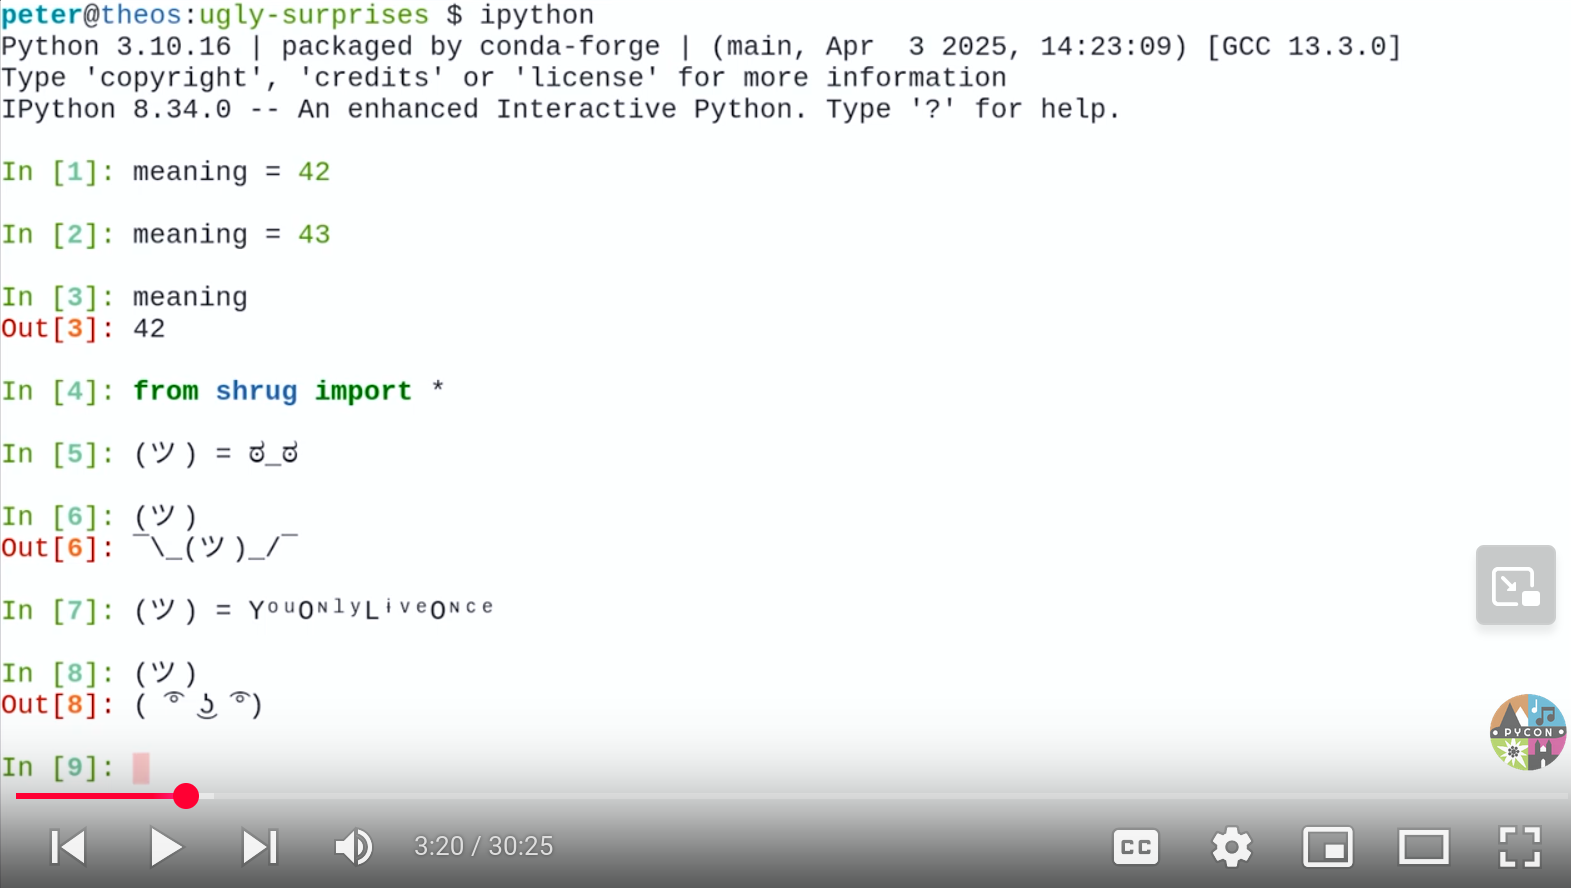 peter@theos:ugly-surprises $ ipython
Python 3.10.16 | packaged by conda-forge | (main, Apr  3 2025, 14:23:09) [GCC 13.3.0]
Type 'copyright', 'credits' or 'license' for more information
IPython 8.34.0 -- An enhanced Interactive Python. Type '?' for help.
In [1]: meaning = 42
In [2]: meaning = 43
In [3]: meaning
Out[3]: 42
In [4]: from shrug import *
In [5]: (ツ) = ಠ_ಠ
In [6]: (ツ)
Out[6]: ¯\_(ツ)_/¯
In [7]: (ツ) = YᵒᵘOᴺˡʸLᶤᵛᵉOᴺᶜᵉ
In [8]: (ツ)
Out[8]: ( ͡° ͜ʖ ͡°)
In [9]:
PYCON
3:20 / 30:25
CC